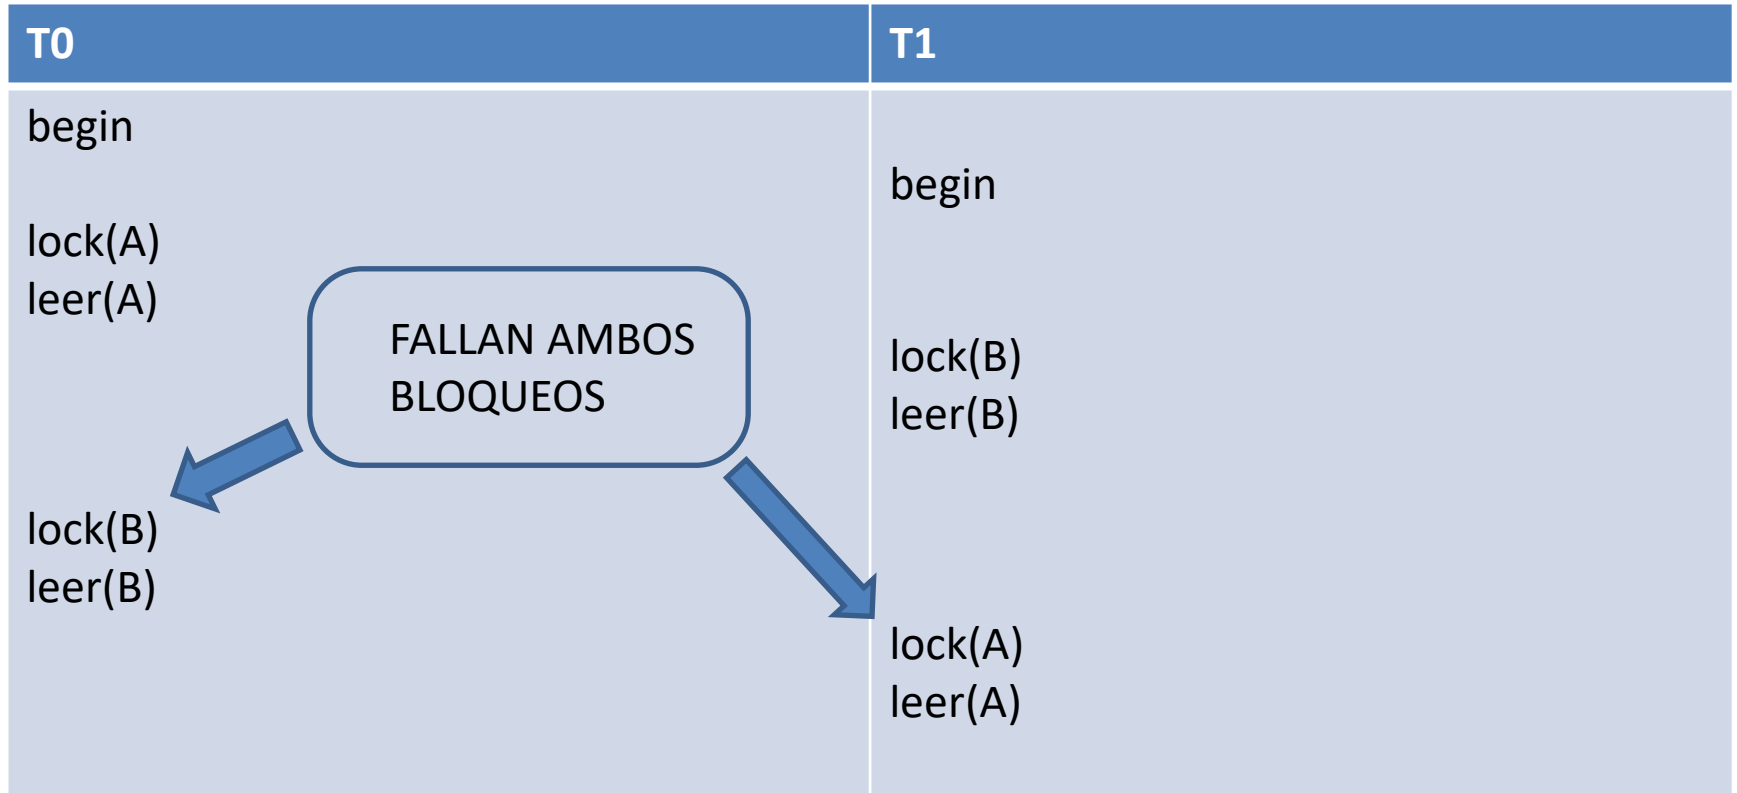 T0
T1
begin
begin
lock(A)
leer(A)
FALLAN AMBOS
BLOQUEOS
lock(B)
leer(B)
lock(B)
leer(B)
lock(A)
leer(A)